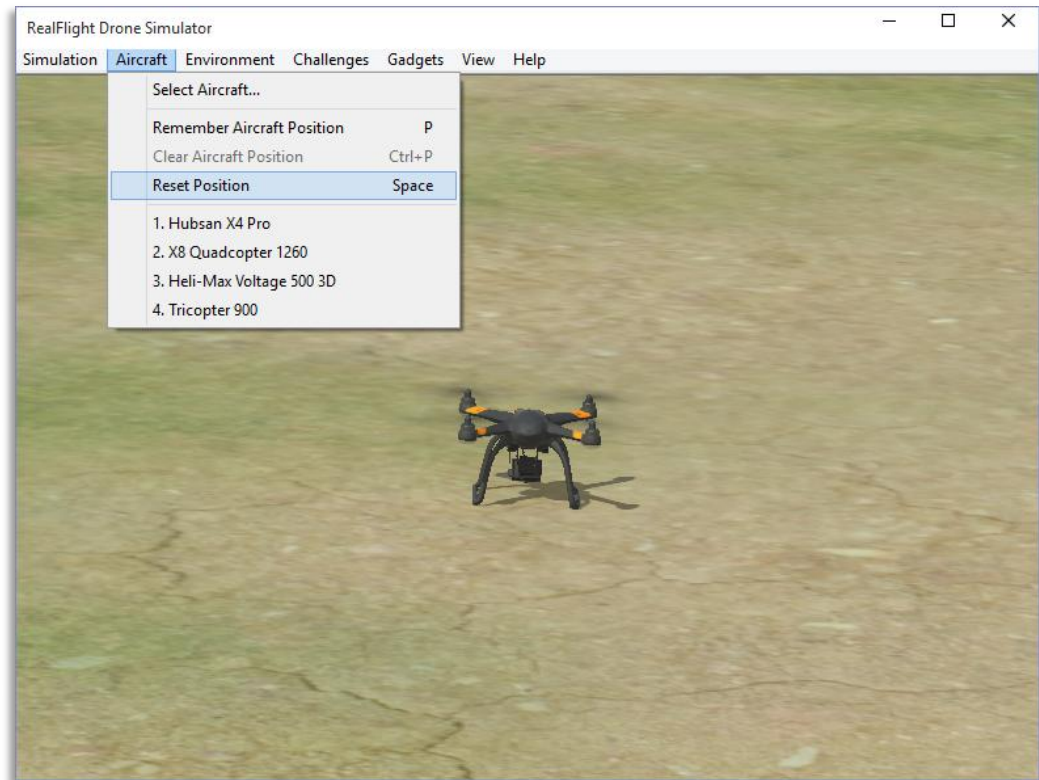 RealFlight Drone Simulator
Simulation Aircraft Environment Challenges Gadgets View Help
Select Aircraft...
Remember Aircraft Position P
Clear Aircraft Position Ctrl+P
Reset Position Space
1. Hubsan X4 Pro
2. X8 Quadcopter 1260
3. Heli-Max Voltage 500 3D
4. Tricopter 900